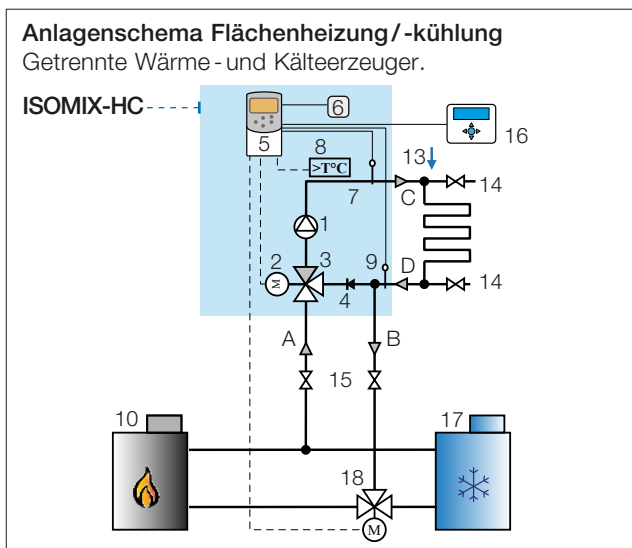 Anlagenschema Flächenheizung/-kühlung
Getrennte Wärme- und Kälteerzeuger.
ISOMIX-HC
6
5
16
8
>T°C
13
7
C
14
1
2
3
9
D
M
4
14
A
B
15
10
17
18
M